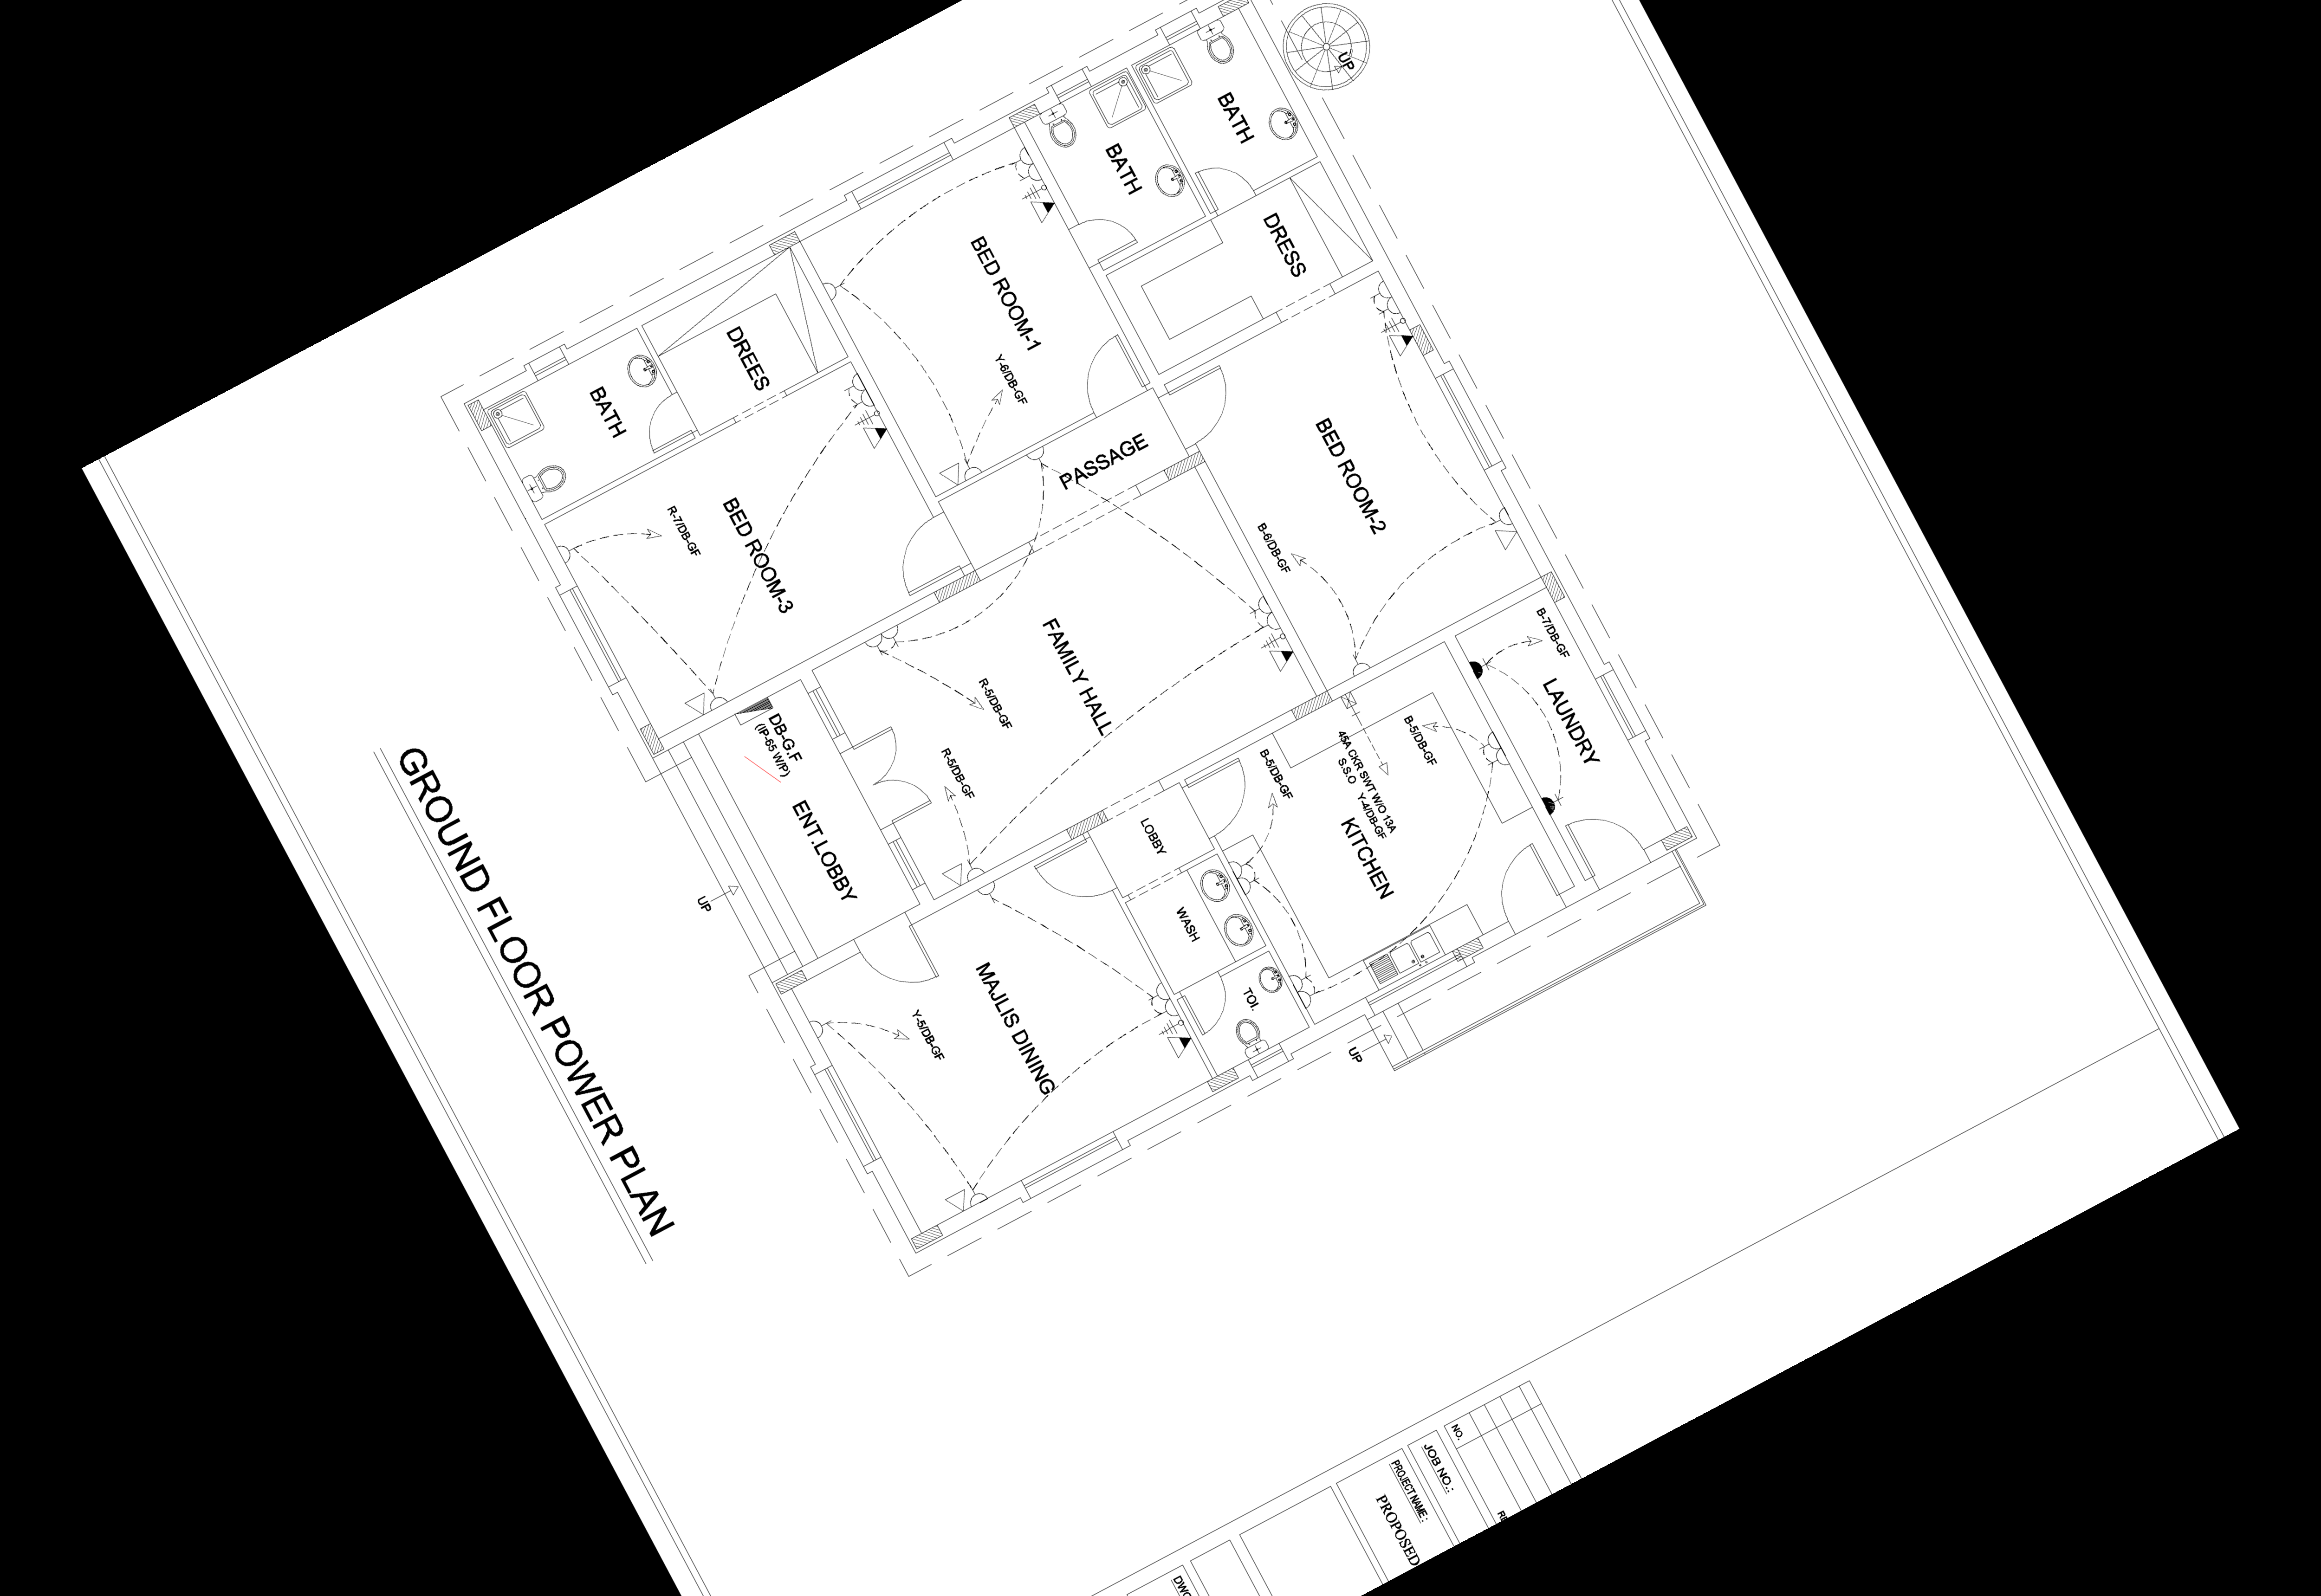 UP
BATH
BATH
DRESS
BED ROOM-1
Y-6/DB-GF
DREES
BATH
PASSAGE
BED ROOM-2
B-6/DB-GF
BED ROOM-3
R-7/DB-GF
FAMILY HALL
R-5/DB-GF
R-5/DB-GF
B-7/DB-GF
LAUNDRY
B-5/DB-GF
45A CKR SWT W/O 13A
S.S.O    Y-4/DB-GF
KITCHEN
B-5/DB-GF
LOBBY
WASH
TOI.
DB-G.F
(IP-65 W/P)
ENT.LOBBY
UP
MAJLIS DINING
Y-5/DB-GF
UP
GROUND FLOOR POWER PLAN
NO.
JOB NO.:
PROJECT NAME:
PROPOSED